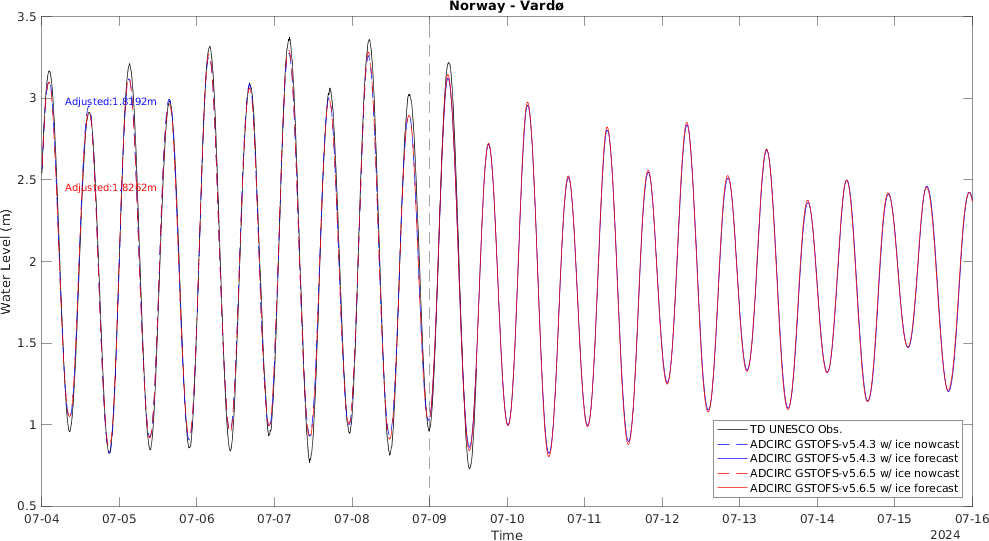 Norway - Vardø
3.5
3
2.5
2
1.5
1
0.5
Water Level (m)
Adjusted:1.8192m
Adjusted:1.8262m
TD UNESCO Obs.
ADCIRC GSTOFS-v5.4.3 w/ ice nowcast
ADCIRC GSTOFS-v5.4.3 w/ ice forecast
ADCIRC GSTOFS-v5.6.5 w/ ice nowcast
ADCIRC GSTOFS-v5.6.5 w/ ice forecast
07-04 07-05 07-06 07-07 07-08 07-09 07-10 07-11 07-12 07-13 07-14 07-15 07-16
Time
2024